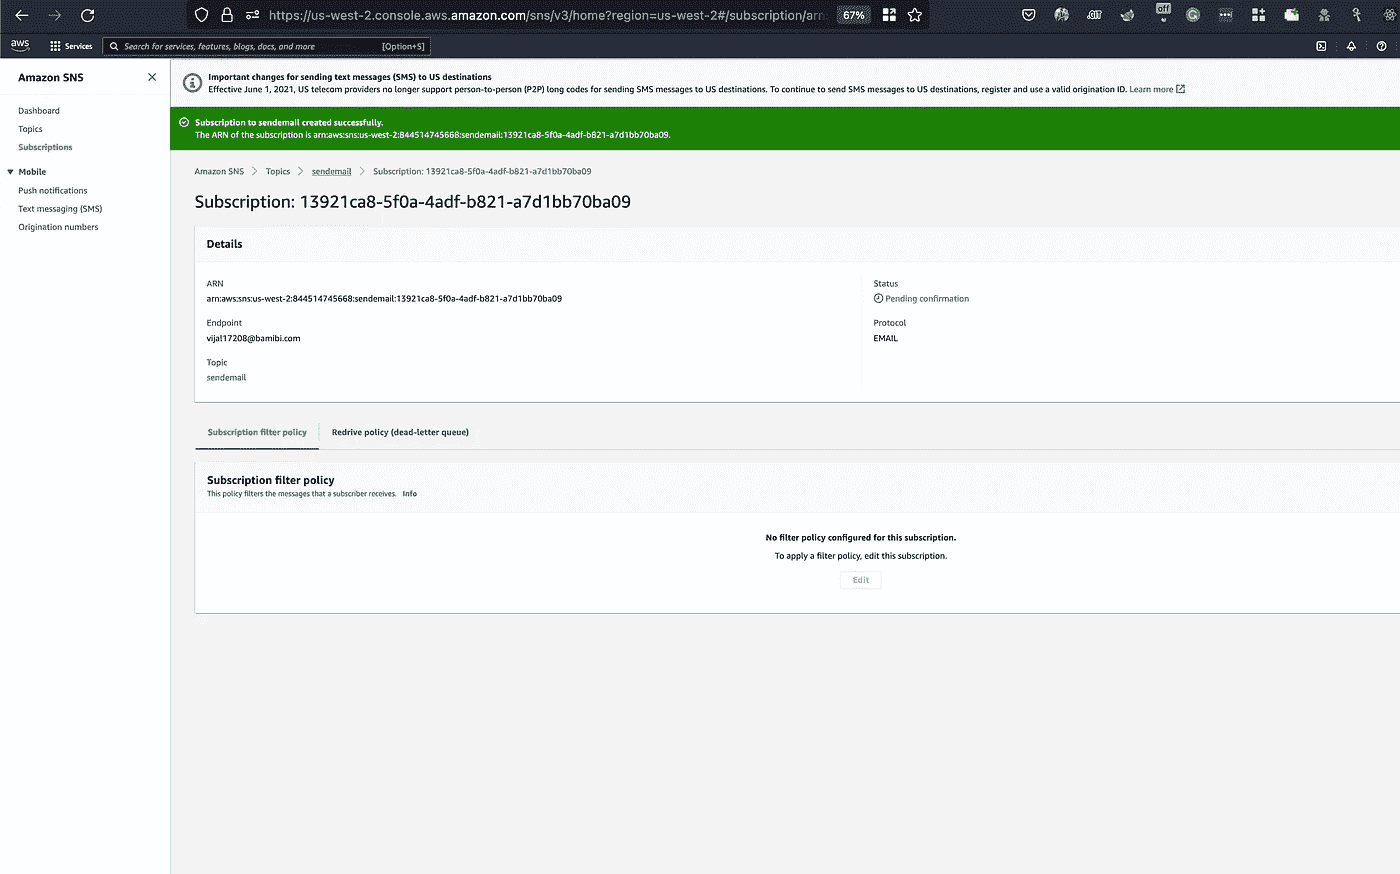 https://us-west-2.console.aws.amazon.com/sns/v3/home?region=us-west-2#/subscription/arn
67%
off
.GIT
aws
Services
Search for services, features, blogs, docs, and more
[Option+S]
Amazon SNS
Dashboard
Topics
Subscriptions
Mobile
Push notifications
Text messaging (SMS)
Origination numbers
Important changes for sending text messages (SMS) to US destinations
Effective June 1, 2021, US telecom providers no longer support person-to-person (P2P) long codes for sending SMS messages to US destinations. To continue to send SMS messages to US destinations, register and use a valid origination ID. Learn more
Subscription to sendemail created successfully.
The ARN of the subscription is arn:aws:sns:us-west-2:844514745668:sendemail:13921ca8-5f0a-4adf-b821-a7d1bb70ba09.
Amazon SNS
Topics
sendemail
Subscription: 13921ca8-5f0a-4adf-b821-a7d1bb70ba09
Subscription: 13921ca8-5f0a-4adf-b821-a7d1bb70ba09
Details
ARN
arn:aws:sns:us-west-2:844514745668:sendemail:13921ca8-5f0a-4adf-b821-a7d1bb70ba09
Endpoint
vijal17208@bamibi.com
Topic
sendemail
Status
Pending confirmation
Protocol
EMAIL
Subscription filter policy
Redrive policy (dead-letter queue)
Subscription filter policy
This policy filters the messages that a subscriber receives. Info
No filter policy configured for this subscription.
To apply a filter policy, edit this subscription.
Edit